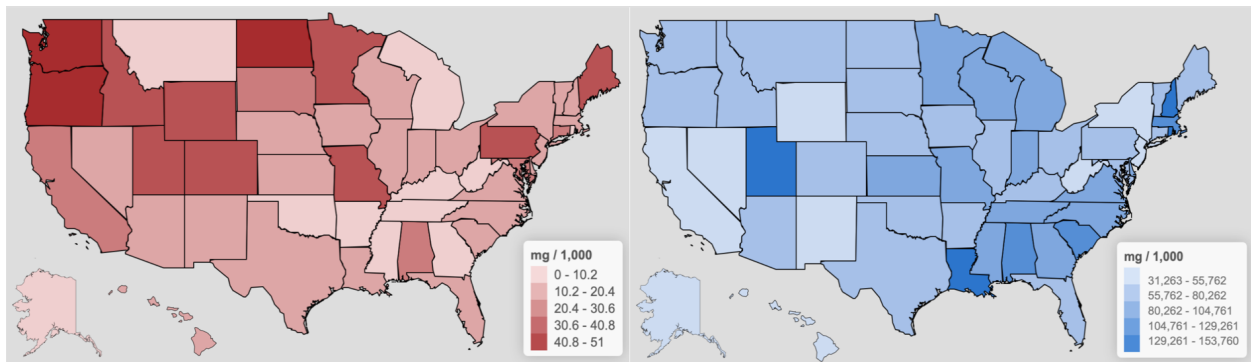 mg / 1,000
0 - 10.2
10.2 - 20.4
20.4 - 30.6
30.6 - 40.8
40.8 - 51
mg / 1,000
31,263 - 55,762
55,762 - 80,262
80,262 - 104,761
104,761 - 129,261
129,261 - 153,760